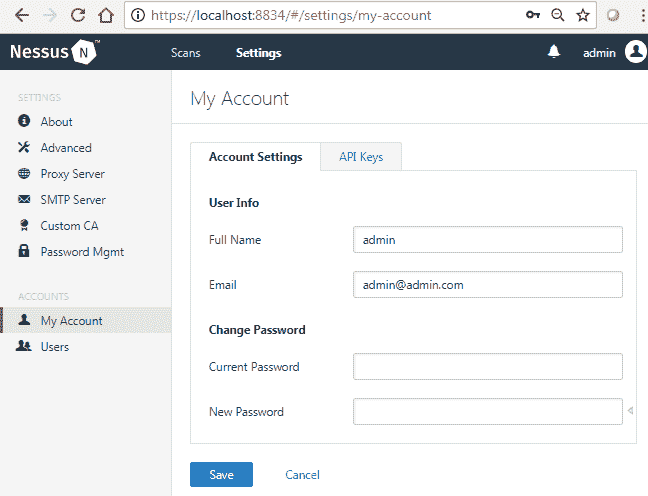 https://localhost:8834/#/settings/my-account
Nessus N ™ Scans Settings admin
SETTINGS
About
Advanced
Proxy Server
SMTP Server
Custom CA
Password Mgmt
ACCOUNTS
My Account
Users
My Account
Account Settings API Keys
User Info
Full Name admin
Email admin@admin.com
Change Password
Current Password
New Password
Save Cancel